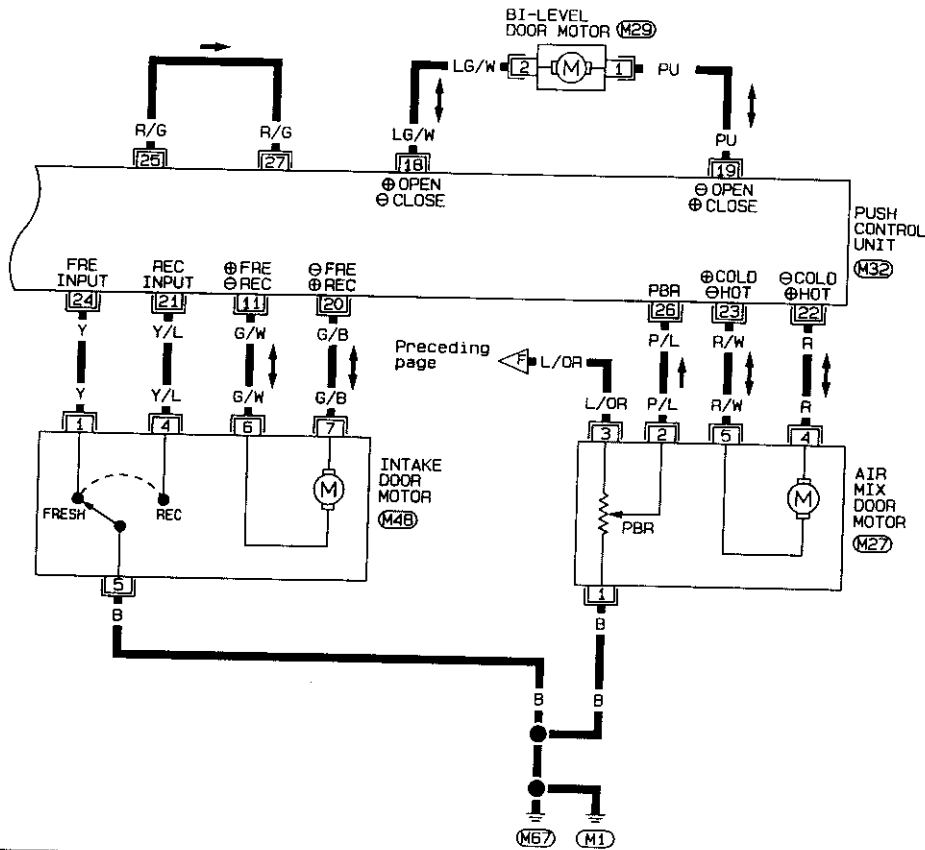 BI-LEVEL
DOOR MOTOR M29
LG/W 2 M 1 PU
R/G R/G LG/W PU
25 27 18 19
⊕ OPEN ⊖ OPEN
⊖ CLOSE ⊕ CLOSE
PUSH
CONTROL
UNIT
M32
FRE REC ⊕ FRE ⊖ FRE ⊕ COLD ⊖ COLD
INPUT INPUT ⊖ REC ⊕ REC PBR ⊖ HOT ⊕ HOT
24 21 11 20 26 23 22
Y Y/L G/W G/B P/L R/W R
Preceding
page
F L/OR
Y Y/L G/W G/B L/OR P/L R/W R
1 4 6 7 3 2 5 4
INTAKE
DOOR
MOTOR
M48
M
FRESH REC
AIR
MIX
DOOR
MOTOR
M27
M
PBR
5 1
B B
B B
M67 M1